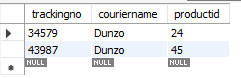 trackingno couriername productid
34579 Dunzo 24
43987 Dunzo 45
NULL NULL NULL